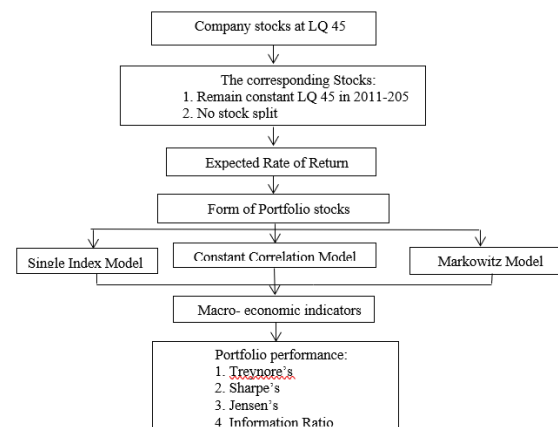 Company stocks at LQ 45
The corresponding Stocks:
1. Remain constant LQ 45 in 2011-205
2. No stock split
Expected Rate of Return
Form of Portfolio stocks
Single Index Model
Constant Correlation Model
Markowitz Model
Macro- economic indicators
Portfolio performance:
1. Treynore's
2. Sharpe's
3. Jensen's
4. Information Ratio